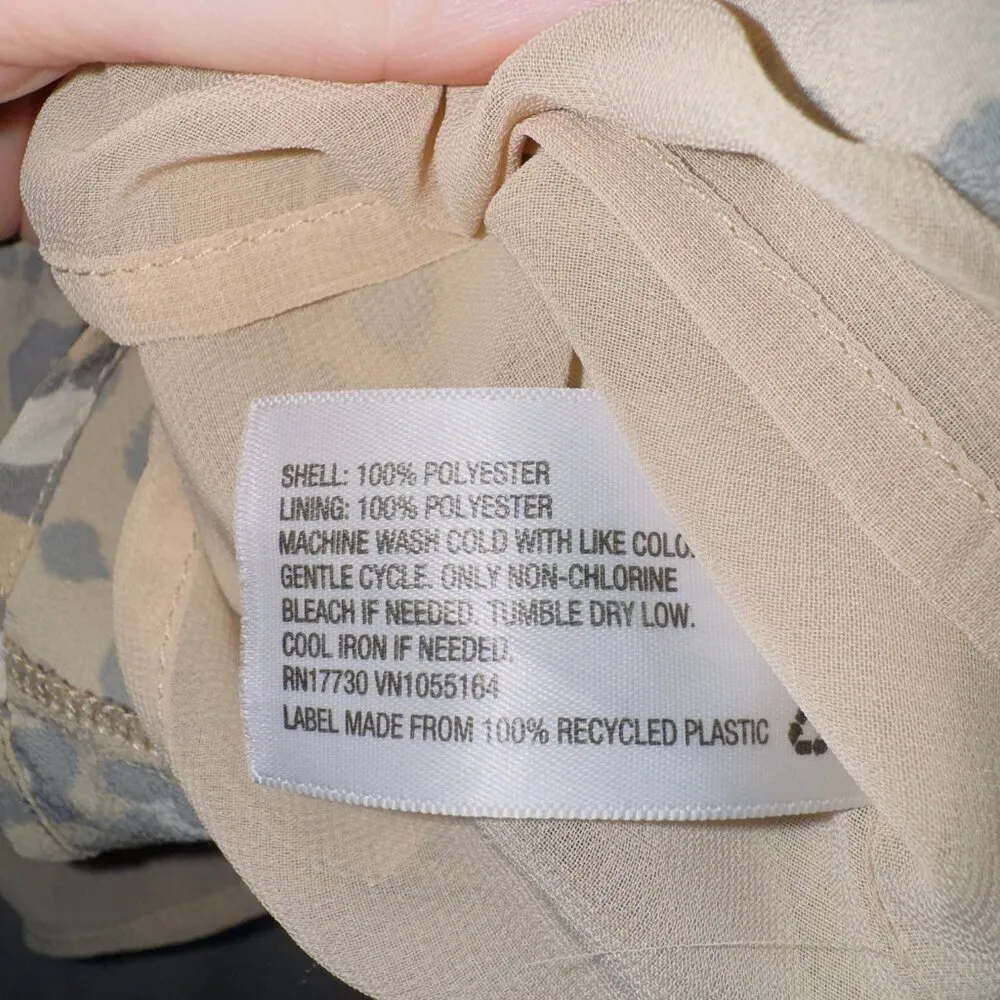 SHELL: 100% POLYESTER
LINING: 100% POLYESTER
MACHINE WASH COLD WITH LIKE COLO
GENTLE CYCLE. ONLY NON-CHLORINE
BLEACH IF NEEDED. TUMBLE DRY LOW.
COOL IRON IF NEEDED.
RN17730 VN1055164
LABEL MADE FROM 100% RECYCLED PLASTIC